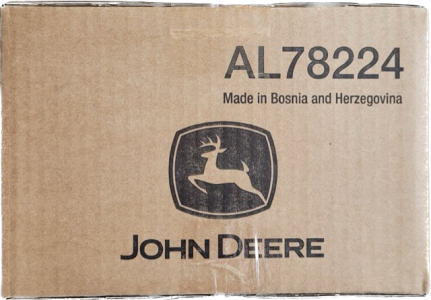 AL78224
Made in Bosnia and Herzegovina
JOHN DEERE